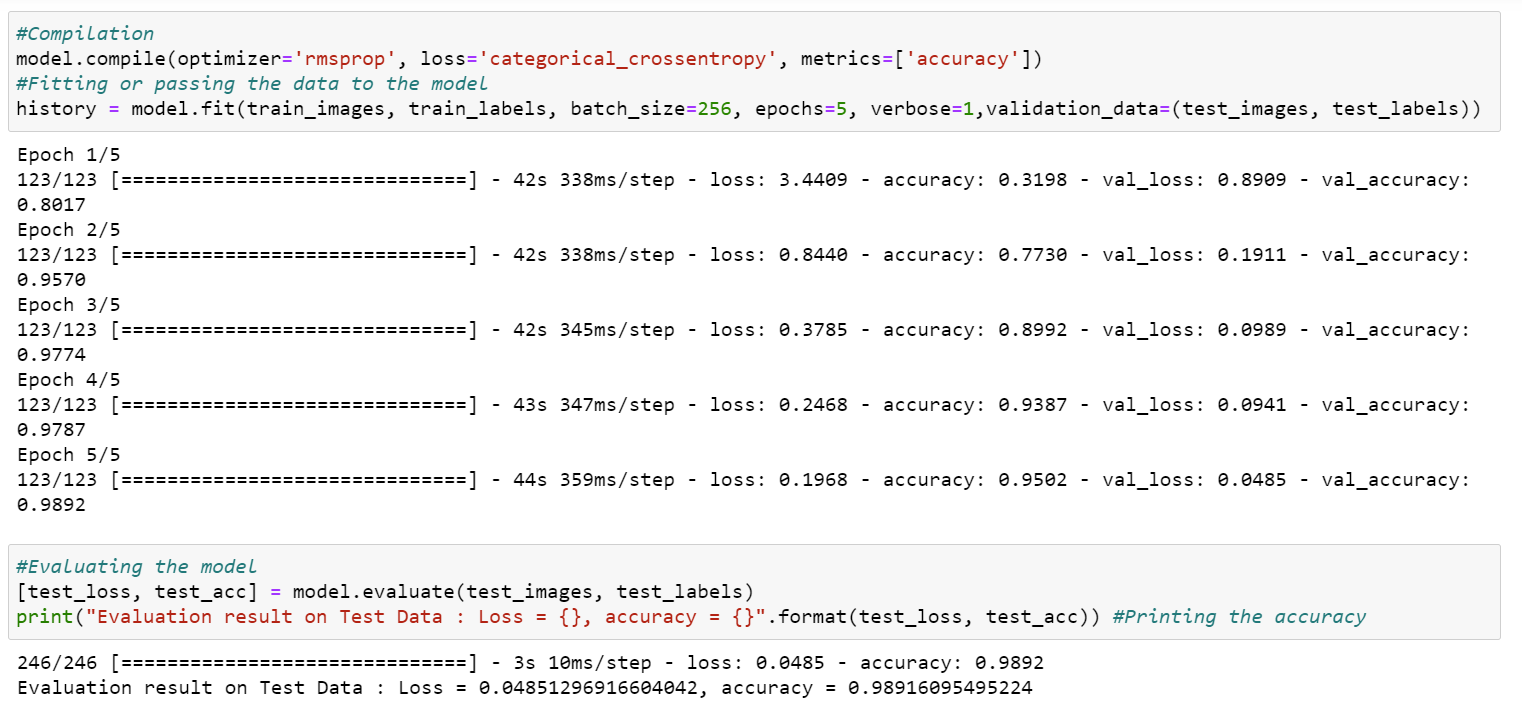 #Compilation
model.compile(optimizer='rmsprop', loss='categorical_crossentropy', metrics=['accuracy'])
#Fitting or passing the data to the model
history = model.fit(train_images, train_labels, batch_size=256, epochs=5, verbose=1,validation_data=(test_images, test_labels))
Epoch 1/5
123/123 [==============================] - 42s 338ms/step - loss: 3.4409 - accuracy: 0.3198 - val_loss: 0.8909 - val_accuracy:
0.8017
Epoch 2/5
123/123 [==============================] - 42s 338ms/step - loss: 0.8440 - accuracy: 0.7730 - val_loss: 0.1911 - val_accuracy:
0.9570
Epoch 3/5
123/123 [==============================] - 42s 345ms/step - loss: 0.3785 - accuracy: 0.8992 - val_loss: 0.0989 - val_accuracy:
0.9774
Epoch 4/5
123/123 [==============================] - 43s 347ms/step - loss: 0.2468 - accuracy: 0.9387 - val_loss: 0.0941 - val_accuracy:
0.9787
Epoch 5/5
123/123 [==============================] - 44s 359ms/step - loss: 0.1968 - accuracy: 0.9502 - val_loss: 0.0485 - val_accuracy:
0.9892
#Evaluating the model
[test_loss, test_acc] = model.evaluate(test_images, test_labels)
print("Evaluation result on Test Data : Loss = {}, accuracy = {}".format(test_loss, test_acc)) #Printing the accuracy
246/246 [==============================] - 3s 10ms/step - loss: 0.0485 - accuracy: 0.9892
Evaluation result on Test Data : Loss = 0.04851296916604042, accuracy = 0.98916095495224